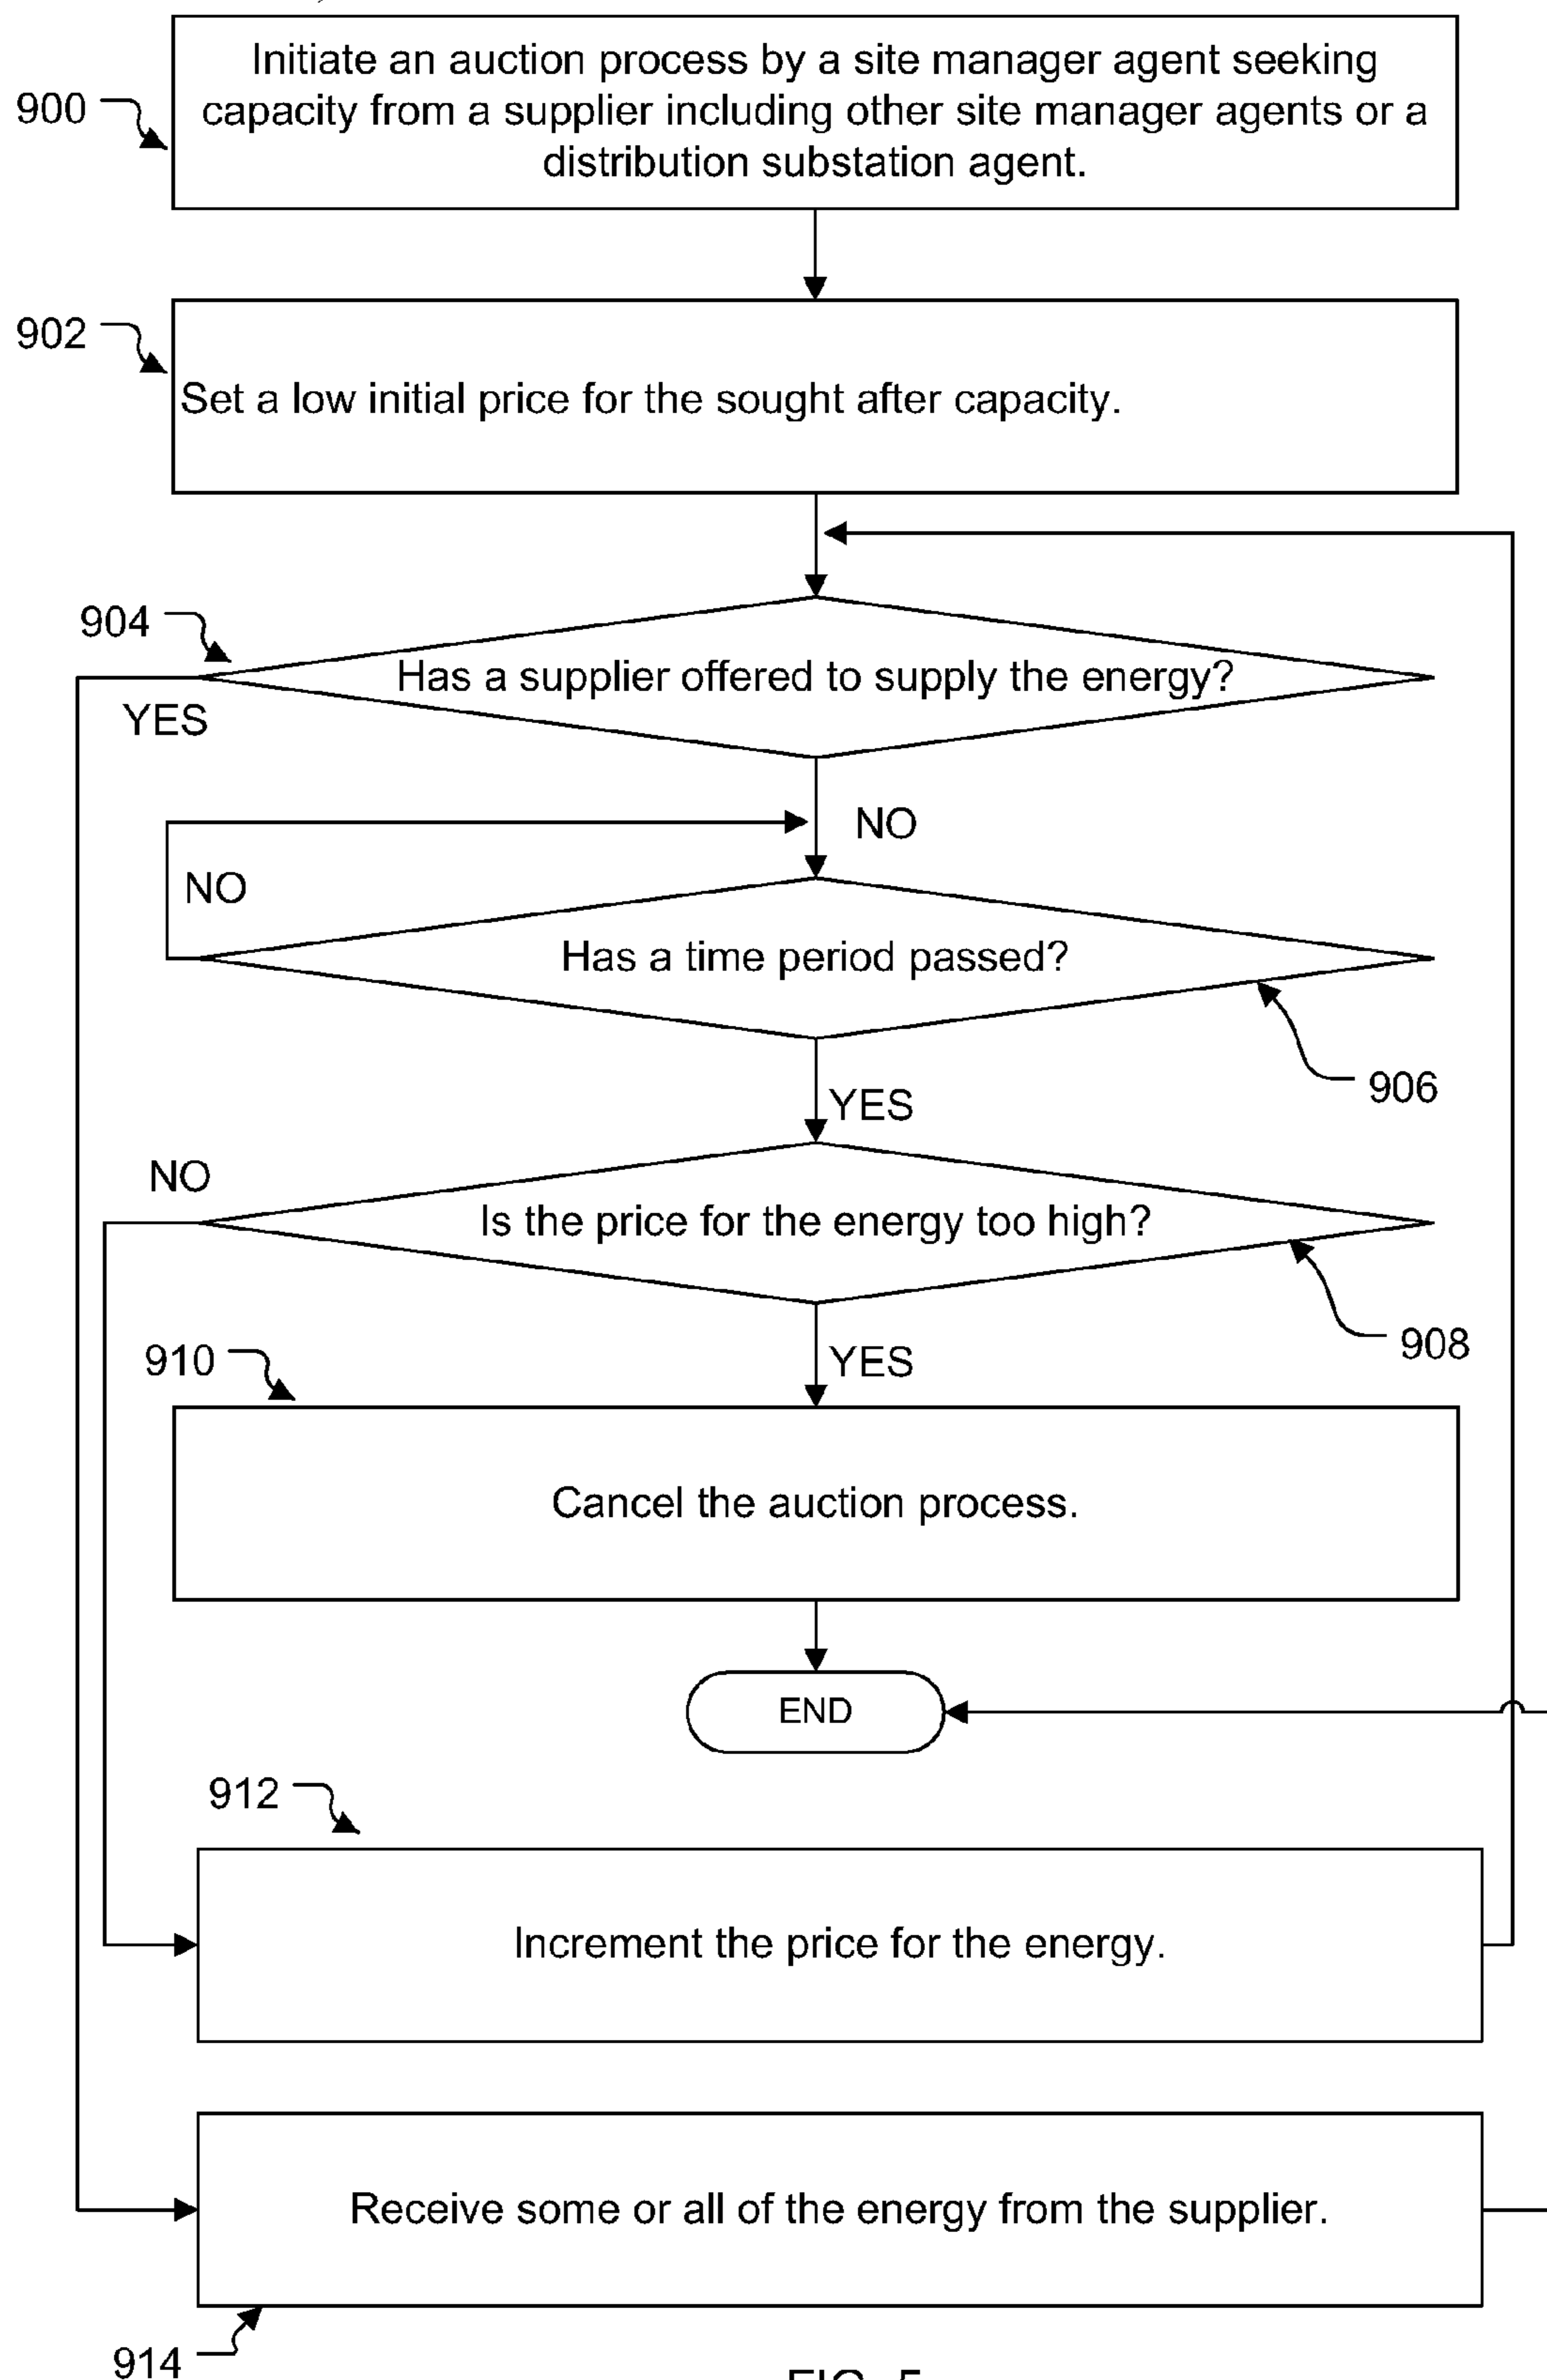 Initiate an auction process by a site manager agent seeking
capacity from a supplier including other site manager agents or a
distribution substation agent.
900
902
Set a low initial price for the sought after capacity.
904
Has a supplier offered to supply the energy?
YES
NO
NO
Has a time period passed?
906
YES
NO
Is the price for the energy too high?
908
910
YES
Cancel the auction process.
END
912
Increment the price for the energy.
Receive some or all of the energy from the supplier.
914
FIG. 5